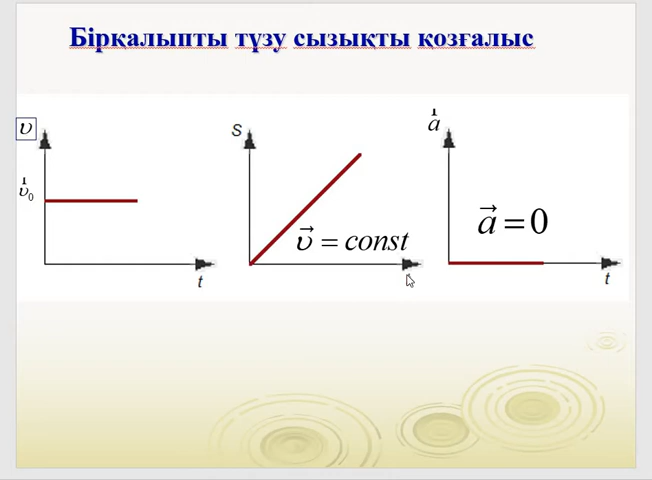 Бірқалыпты түзу сызықты қозғалыс
υ
υ₀
t
S
υ⃗ = const
a
a⃗ = 0
t